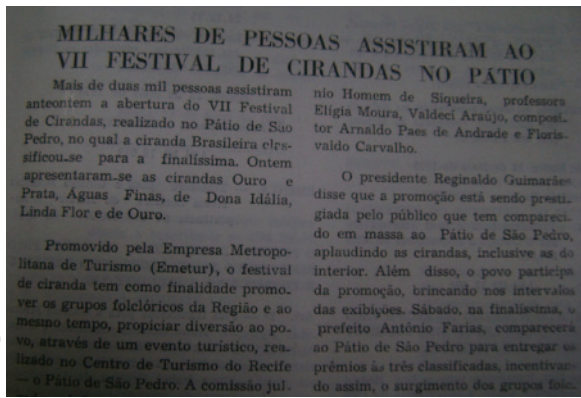 MILHARES DE PESSOAS ASSISTIRAM AO
VII FESTIVAL DE CIRANDAS NO PÁTIO
Mais de duas mil pessoas assistiram
anteontem a abertura do VII Festival
de Cirandas, realizado no Pátio de São
Pedro, no qual a ciranda Brasileira clas-
sificou-se para a finalíssima. Ontem
apresentaram-se as cirandas Ouro e
Prata, Águas Finas, de Dona Idália,
Linda Flor e de Ouro.
Promovido pela Empresa Metropo-
litana de Turismo (Emetur), o festival
de ciranda tem como finalidade promo-
ver os grupos folclóricos da Região e ao
mesmo tempo, propiciar diversão ao po-
vo, através de um evento turístico, rea-
lizado no Centro de Turismo do Recife
— o Pátio de São Pedro. A comissão jul-
nio Homem de Siqueira, professora
Elígia Moura, Valdeci Araújo, composi-
tor Arnaldo Paes de Andrade e Floris-
valdo Carvalho.
O presidente Reginaldo Guimarães
disse que a promoção está sendo presti-
giada pelo público que tem compareci-
do em massa ao Pátio de São Pedro,
aplaudindo as cirandas, inclusive as do
interior. Além disso, o povo participa
da promoção, brincando nos intervalos
das exibições. Sábado, na finalíssima, o
prefeito Antônio Farias, comparecerá
ao Pátio de São Pedro para entregar os
prêmios às três classificadas, incentivan-
do assim, o surgimento dos grupos folc.